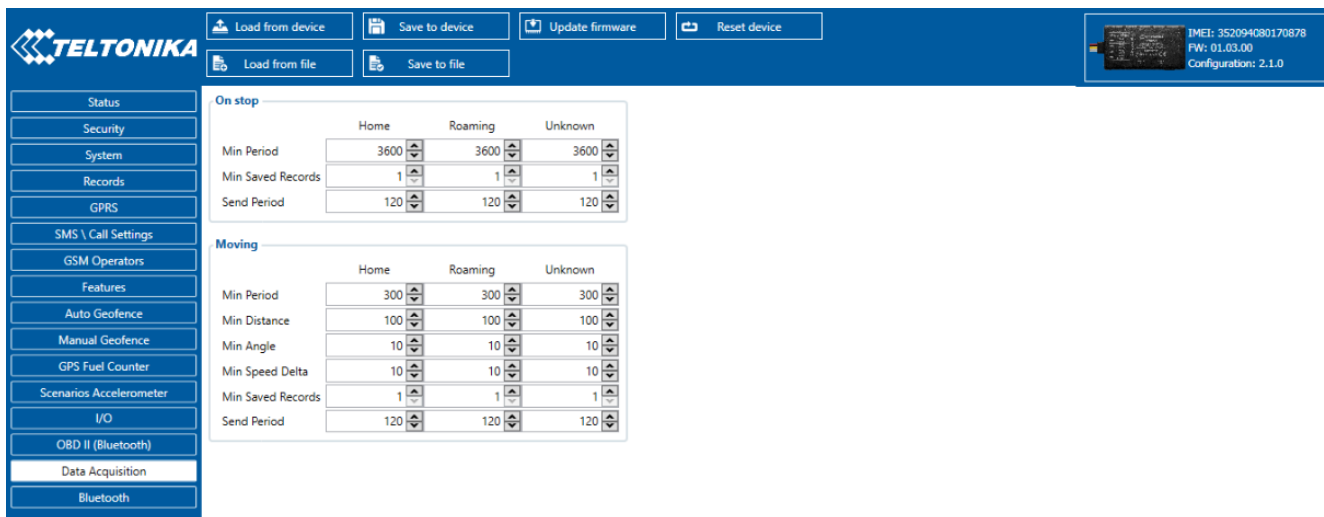 TELTONIKA
Load from device
Save to device
Update firmware
Reset device
Load from file
Save to file
IMEI: 352094080170878
FW: 01.03.00
Configuration: 2.1.0
Status
Security
System
Records
GPRS
SMS \ Call Settings
GSM Operators
Features
Auto Geofence
Manual Geofence
GPS Fuel Counter
Scenarios Accelerometer
I/O
OBD II (Bluetooth)
Data Acquisition
Bluetooth
On stop
Home Roaming Unknown
Min Period 3600 3600 3600
Min Saved Records 1 1 1
Send Period 120 120 120
Moving
Home Roaming Unknown
Min Period 300 300 300
Min Distance 100 100 100
Min Angle 10 10 10
Min Speed Delta 10 10 10
Min Saved Records 1 1 1
Send Period 120 120 120